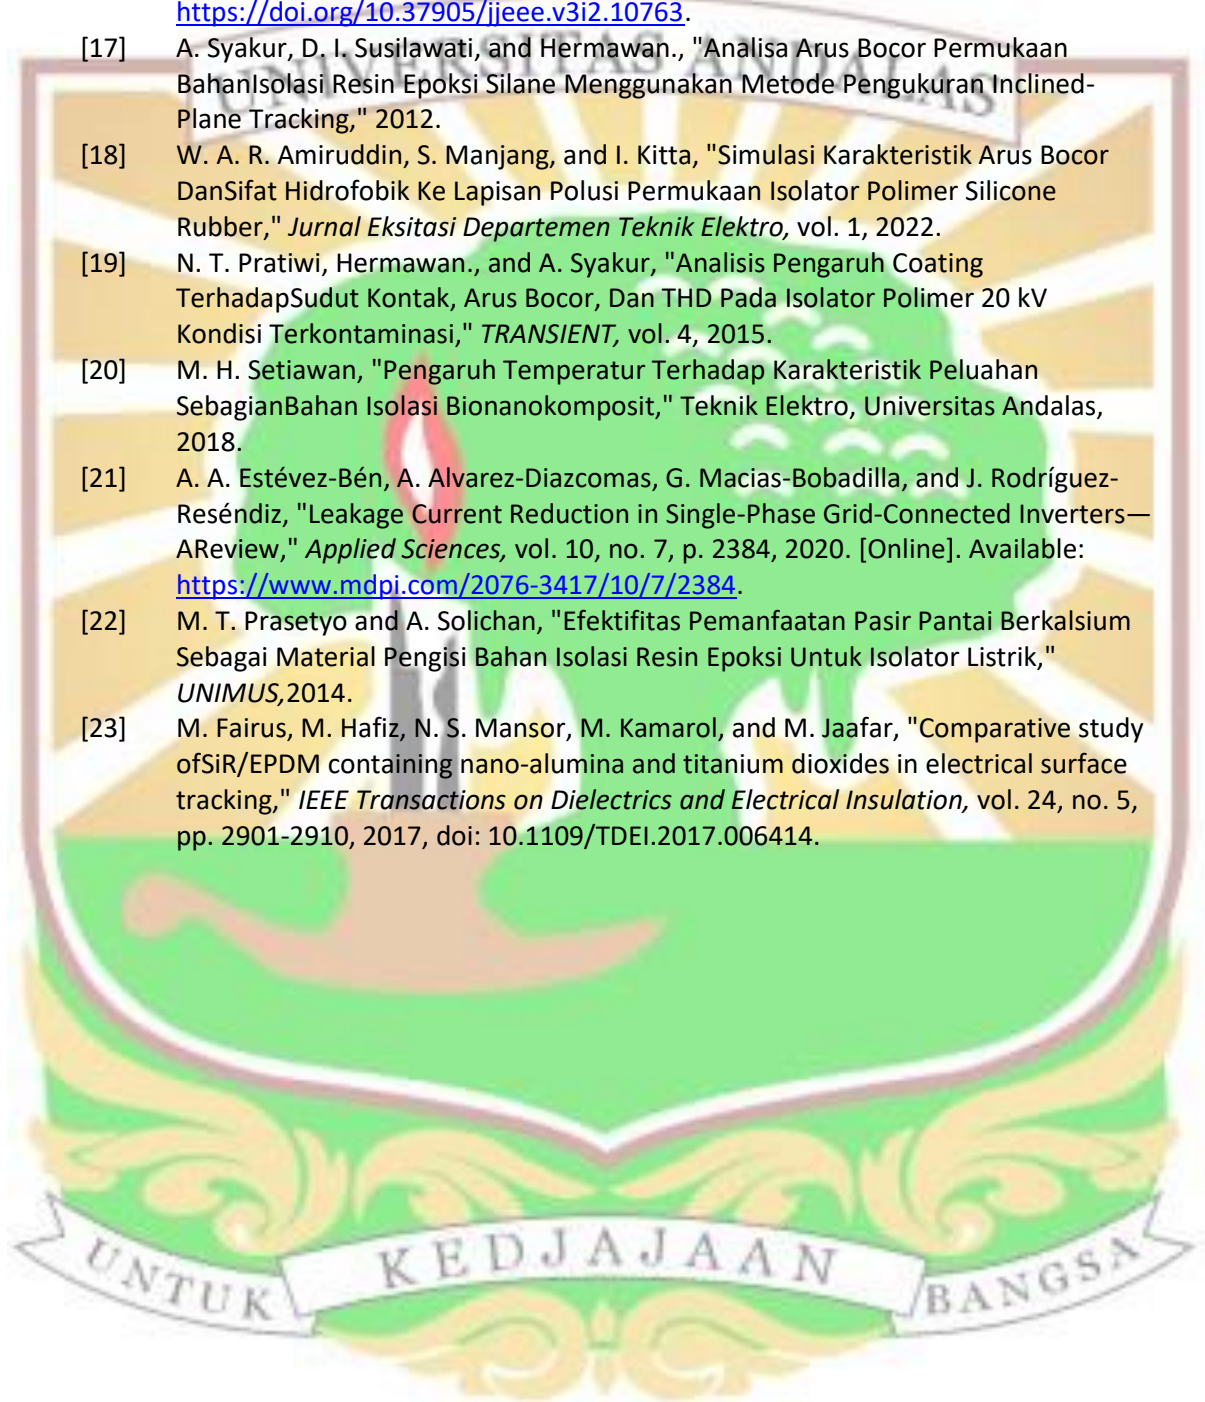 https://doi.org/10.37905/jjeee.v3i2.10763.
UNIVERSITAS ANDALAS
[17] A. Syakur, D. I. Susilawati, and Hermawan., "Analisa Arus Bocor Permukaan
BahanIsolasi Resin Epoksi Silane Menggunakan Metode Pengukuran Inclined-
Plane Tracking," 2012.
[18] W. A. R. Amiruddin, S. Manjang, and I. Kitta, "Simulasi Karakteristik Arus Bocor
DanSifat Hidrofobik Ke Lapisan Polusi Permukaan Isolator Polimer Silicone
Rubber," Jurnal Eksitasi Departemen Teknik Elektro, vol. 1, 2022.
[19] N. T. Pratiwi, Hermawan., and A. Syakur, "Analisis Pengaruh Coating
TerhadapSudut Kontak, Arus Bocor, Dan THD Pada Isolator Polimer 20 kV
Kondisi Terkontaminasi," TRANSIENT, vol. 4, 2015.
[20] M. H. Setiawan, "Pengaruh Temperatur Terhadap Karakteristik Peluahan
SebagianBahan Isolasi Bionanokomposit," Teknik Elektro, Universitas Andalas,
2018.
[21] A. A. Estévez-Bén, A. Alvarez-Diazcomas, G. Macias-Bobadilla, and J. Rodríguez-
Reséndiz, "Leakage Current Reduction in Single-Phase Grid-Connected Inverters—
AReview," Applied Sciences, vol. 10, no. 7, p. 2384, 2020. [Online]. Available:
https://www.mdpi.com/2076-3417/10/7/2384.
[22] M. T. Prasetyo and A. Solichan, "Efektifitas Pemanfaatan Pasir Pantai Berkalsium
Sebagai Material Pengisi Bahan Isolasi Resin Epoksi Untuk Isolator Listrik,"
UNIMUS,2014.
[23] M. Fairus, M. Hafiz, N. S. Mansor, M. Kamarol, and M. Jaafar, "Comparative study
ofSiR/EPDM containing nano-alumina and titanium dioxides in electrical surface
tracking," IEEE Transactions on Dielectrics and Electrical Insulation, vol. 24, no. 5,
pp. 2901-2910, 2017, doi: 10.1109/TDEI.2017.006414.
UNTUK KEDJAJAAN BANGSA